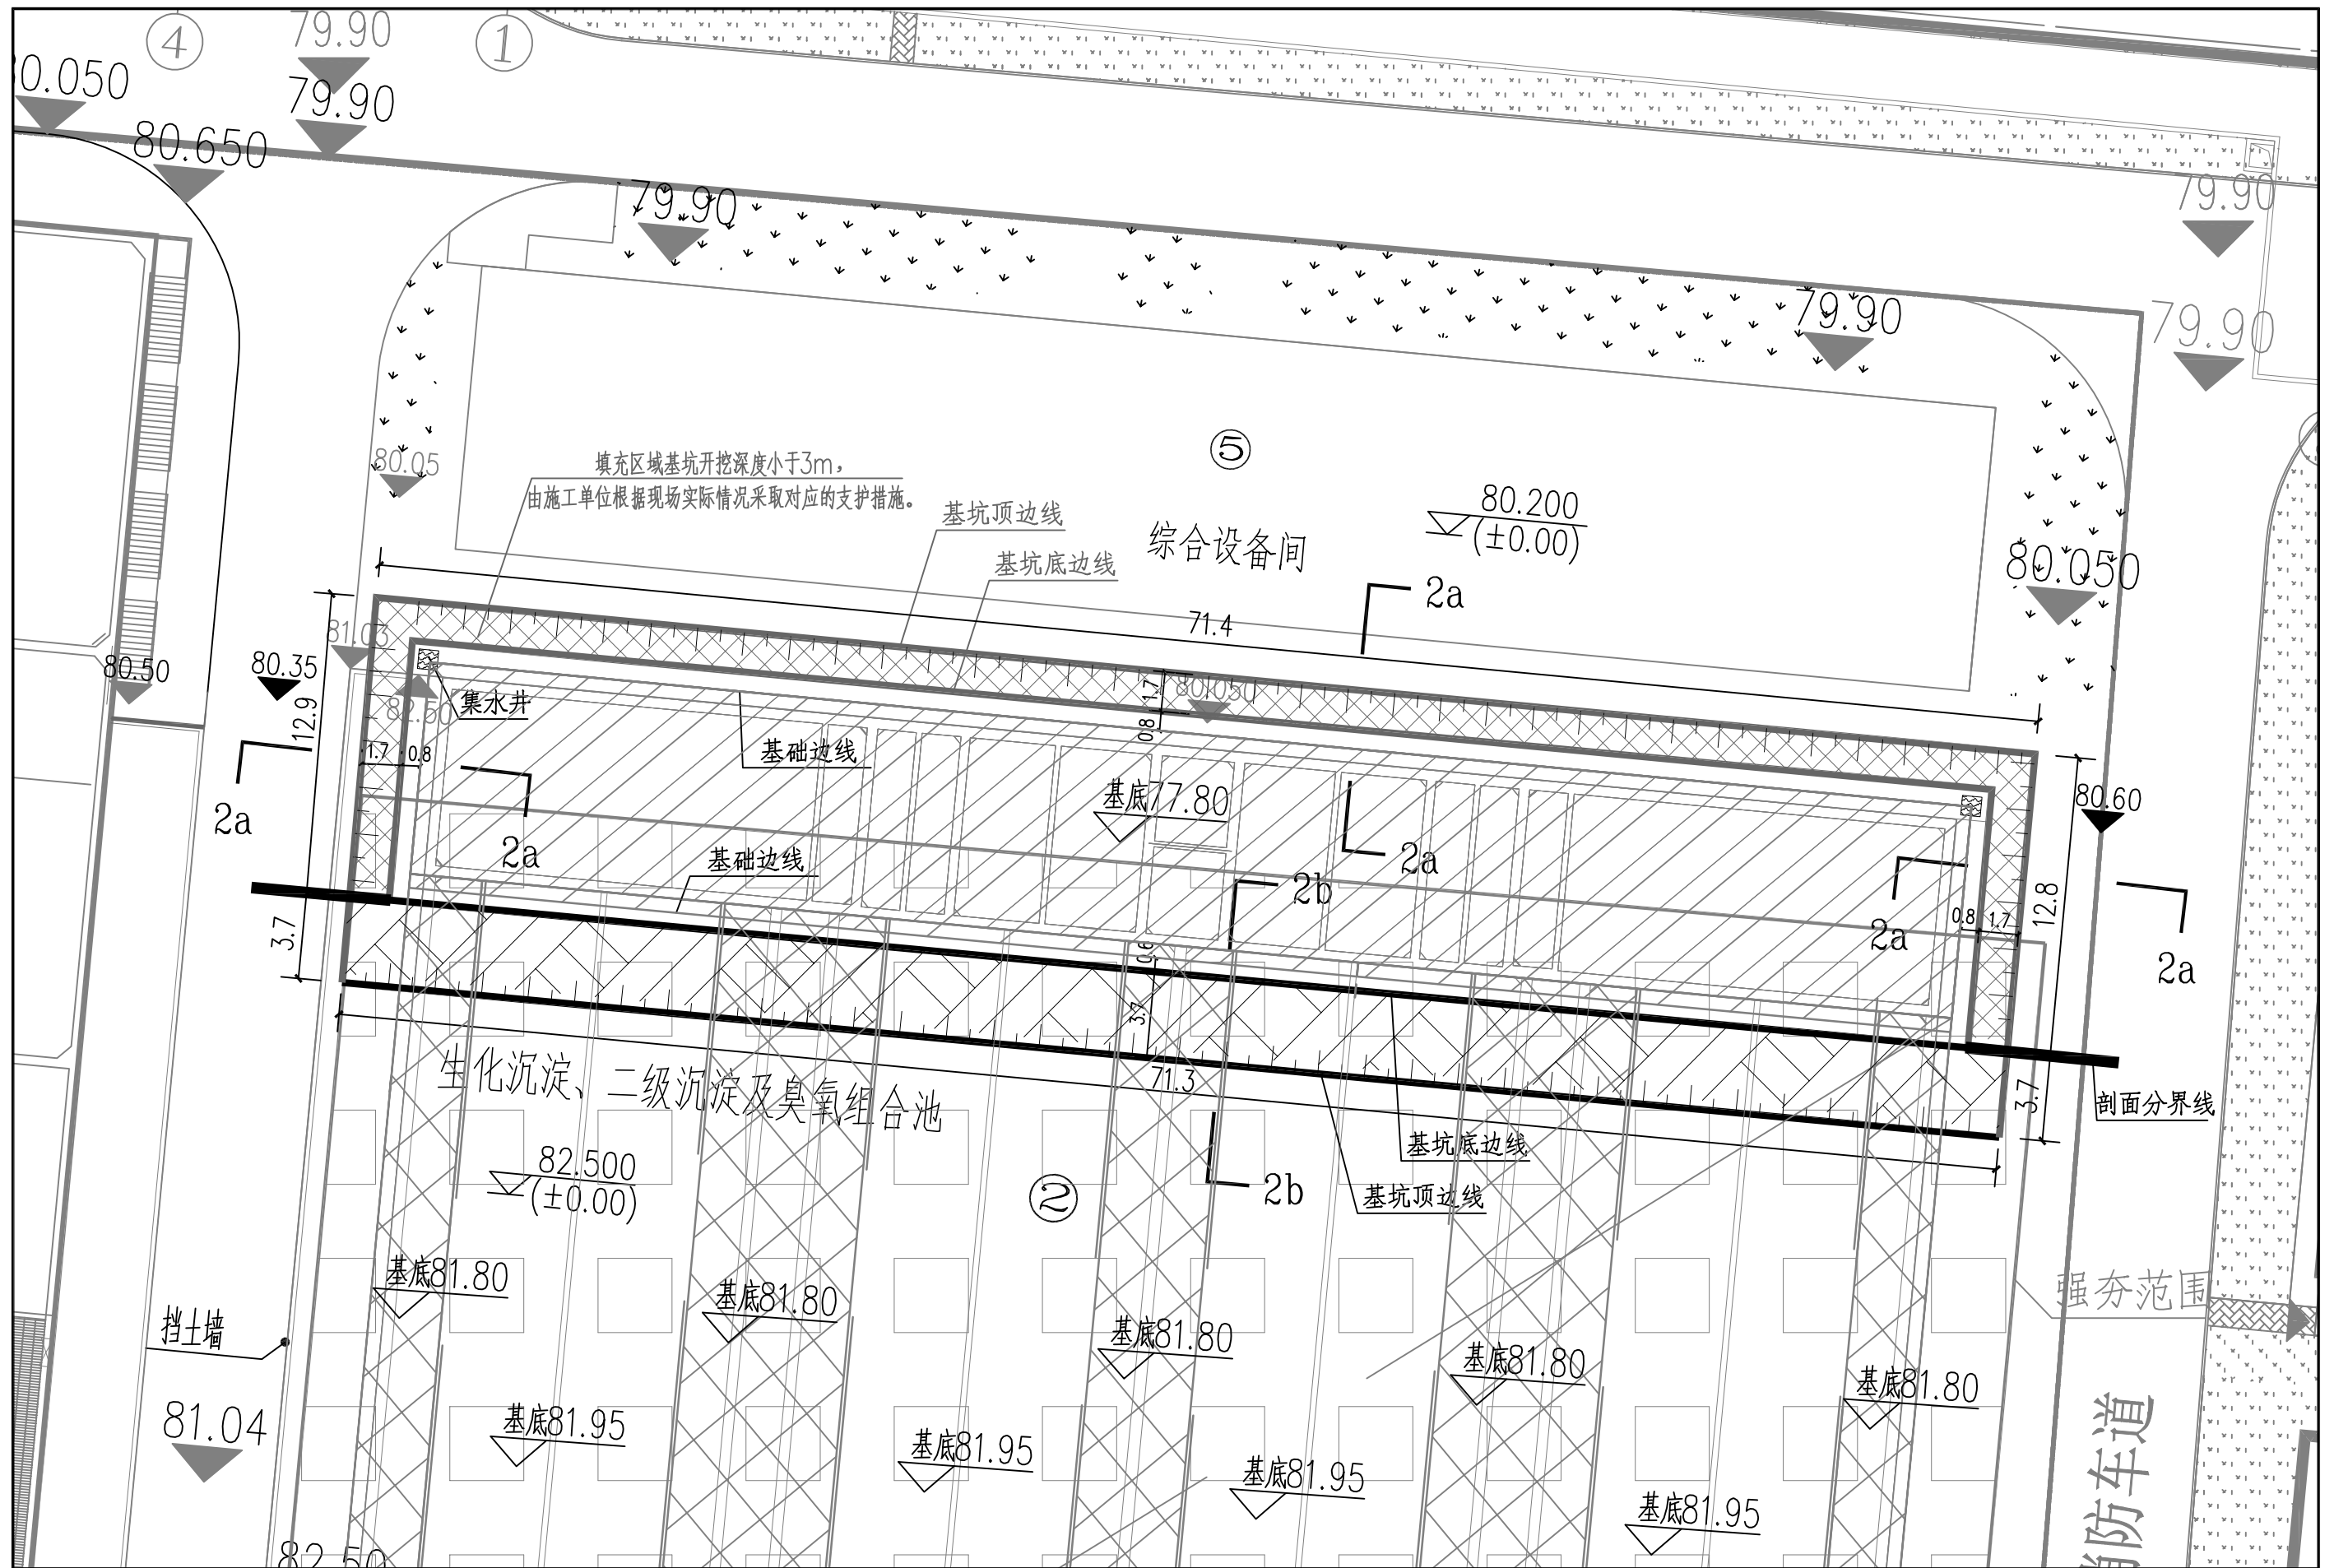 ④
79.90
①
0.050
79.90
80.650
79.90
79.90
79.90
79.90
80.05
填充区域基坑开挖深度小于3m，
由施工单位根据现场实际情况采取对应的支护措施。
基坑顶边线
基坑底边线
⑤
综合设备间
80.200
(±0.00)
80.050
2a
71.4
81.03
80.50
80.35
12.9
82.50
集水井
1.7
0.8
80.050
1.7
0.8
基础边线
基底77.80
80.60
2a
2a
基础边线
2a
2b
2a
0.8
1.7
12.8
2a
3.7
0.6
3.7
71.3
生化沉淀、二级沉淀及臭氧组合池
3.7
剖面分界线
基坑底边线
基坑顶边线
82.500
(±0.00)
②
2b
基底81.80
基底81.80
基底81.80
基底81.80
基底81.80
强夯范围
挡土墙
81.04
基底81.95
基底81.95
基底81.95
基底81.95
82.50
消防车道